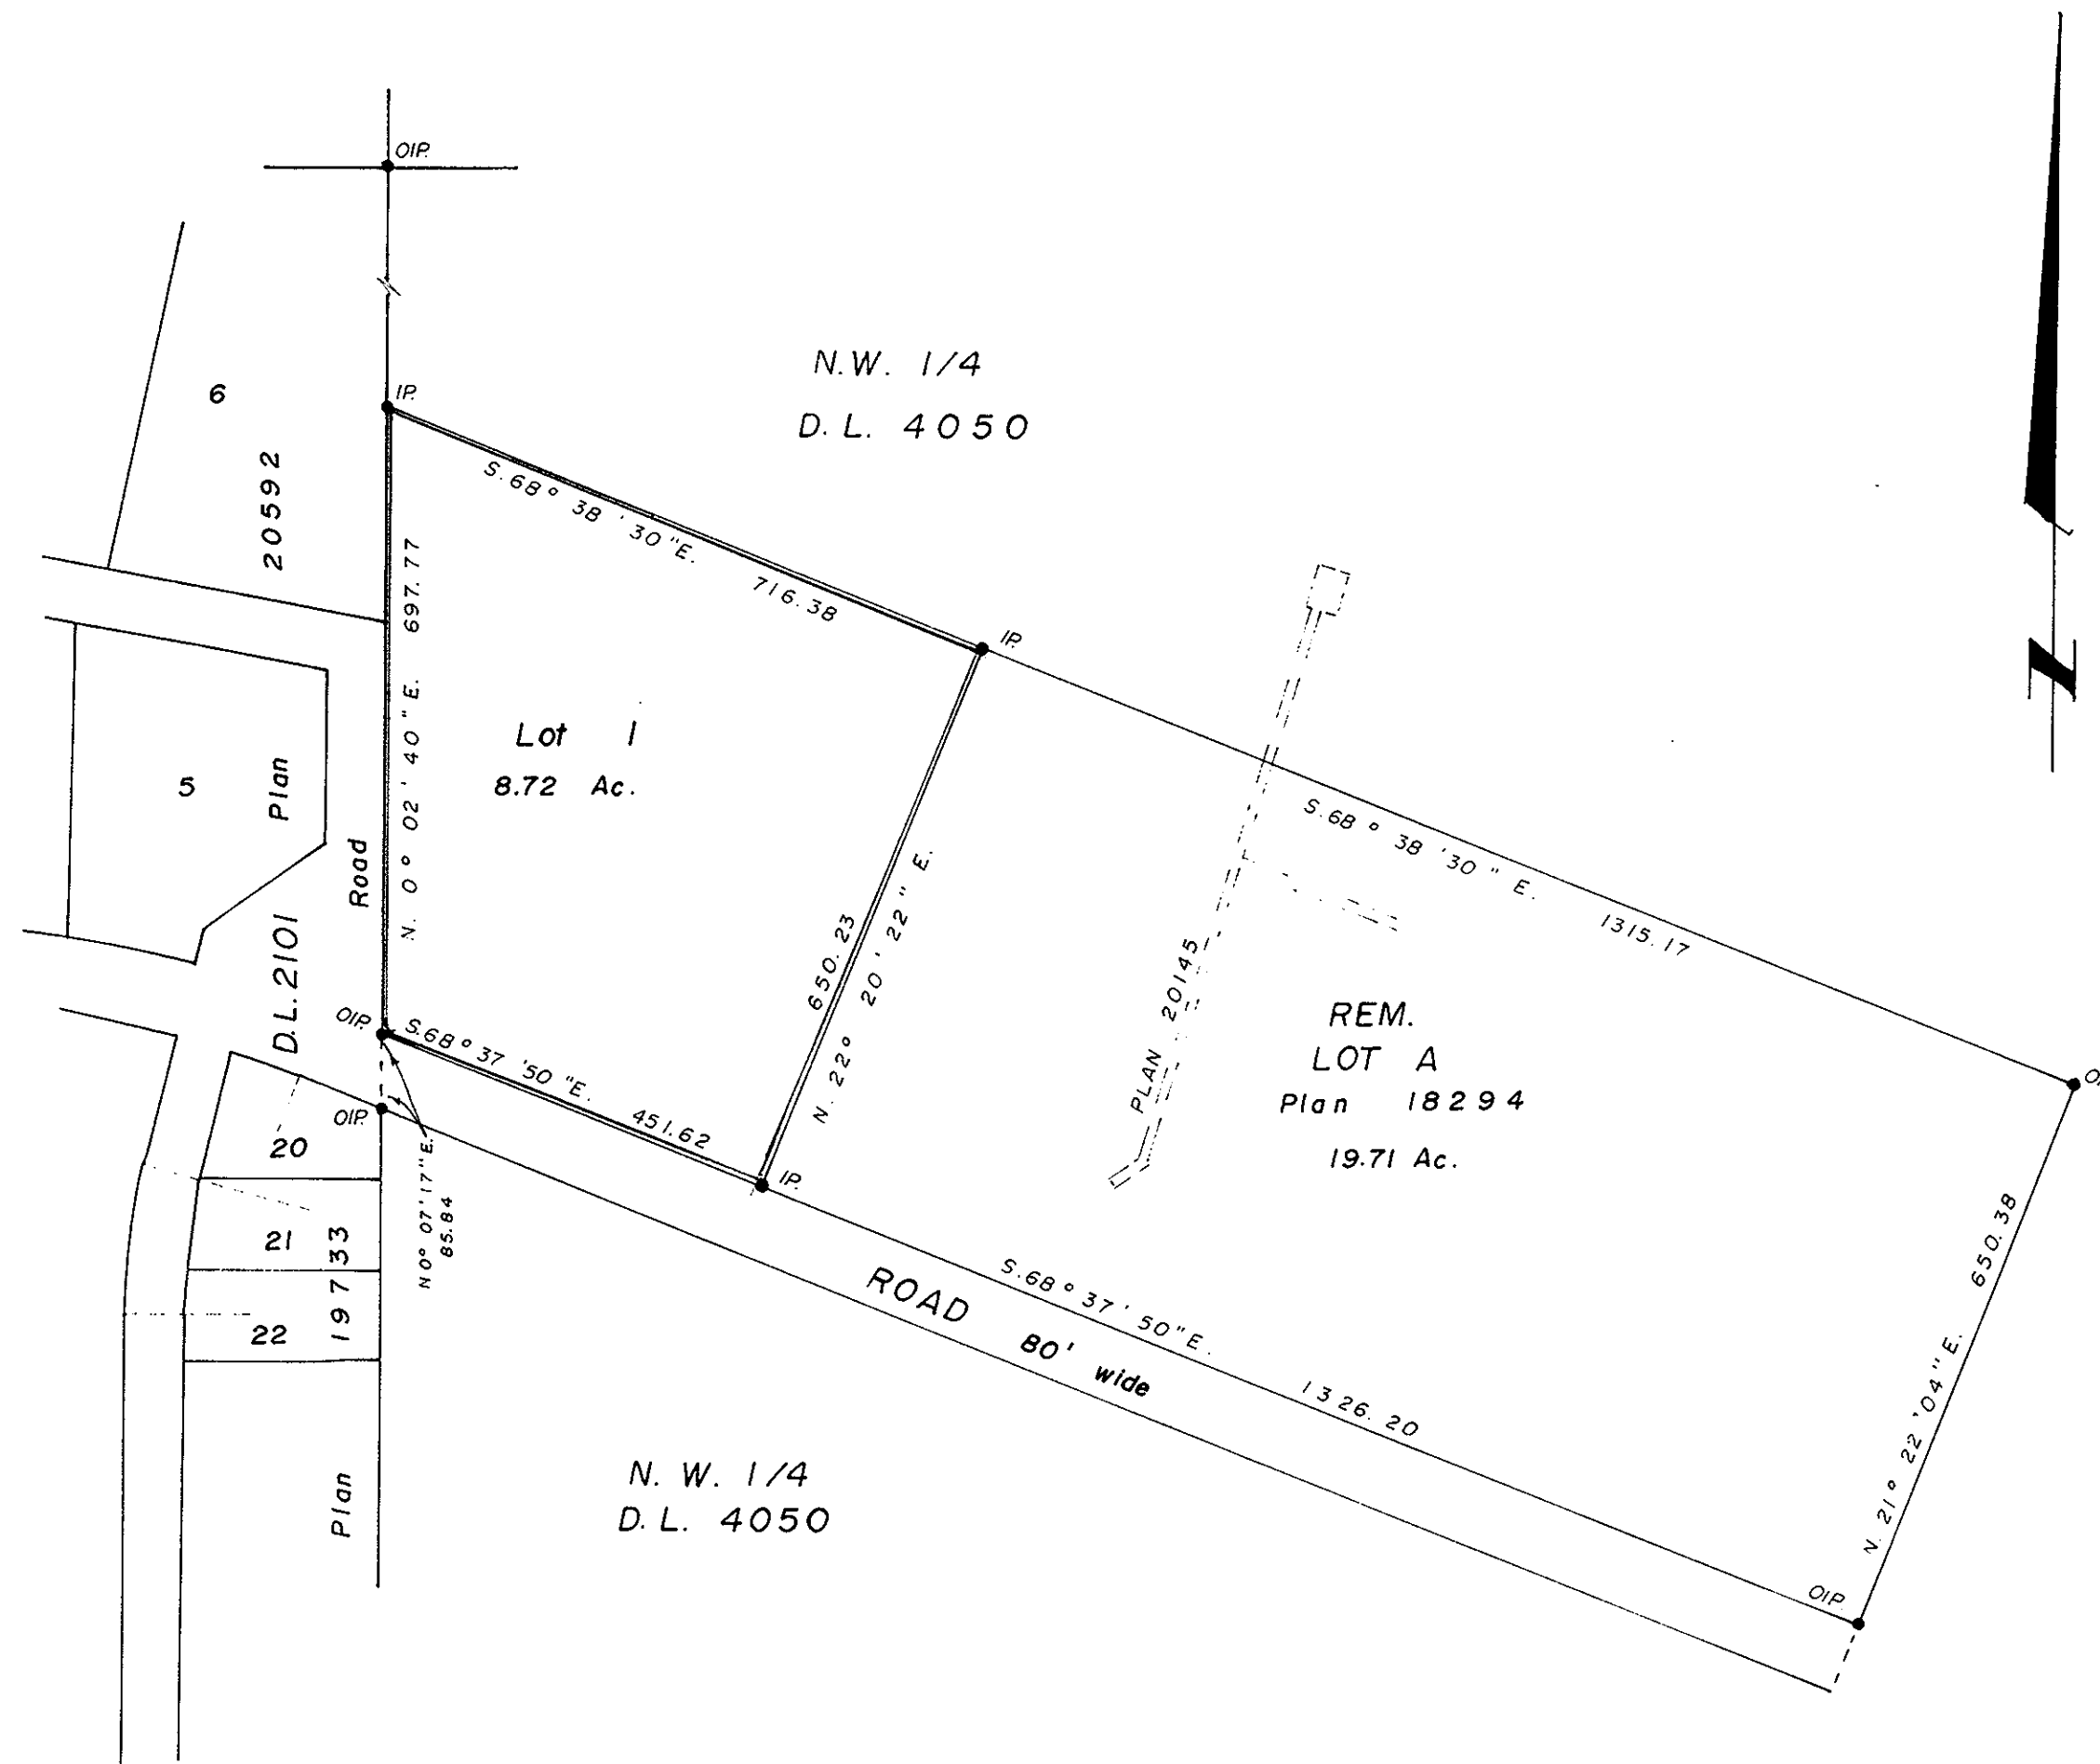 OIP.
N.W. 1/4
D.L. 4050
6
20592
IP.
S.68° 38' 30"E. 716.38
IP.
N
697.77
N. 0° 02' 40" E.
Lot 1
8.72 Ac.
5
Plan
Road
D.L. 2101
650.23
N. 22° 20' 22" E.
PLAN 20145
S.68° 38' 30" E. 1315.17
REM.
LOT A
Plan 18294
19.71 Ac.
OIP.
S.68° 37' 50"E. 451.62
OIP.
IP.
N0° 07' 17"E.
85.84
20
21
22
19733
Plan
ROAD 80' wide
S.68° 37' 50"E. 1326.20
650.38
N. 21° 22' 04" E.
OIP.
N. W. 1/4
D. L. 4050